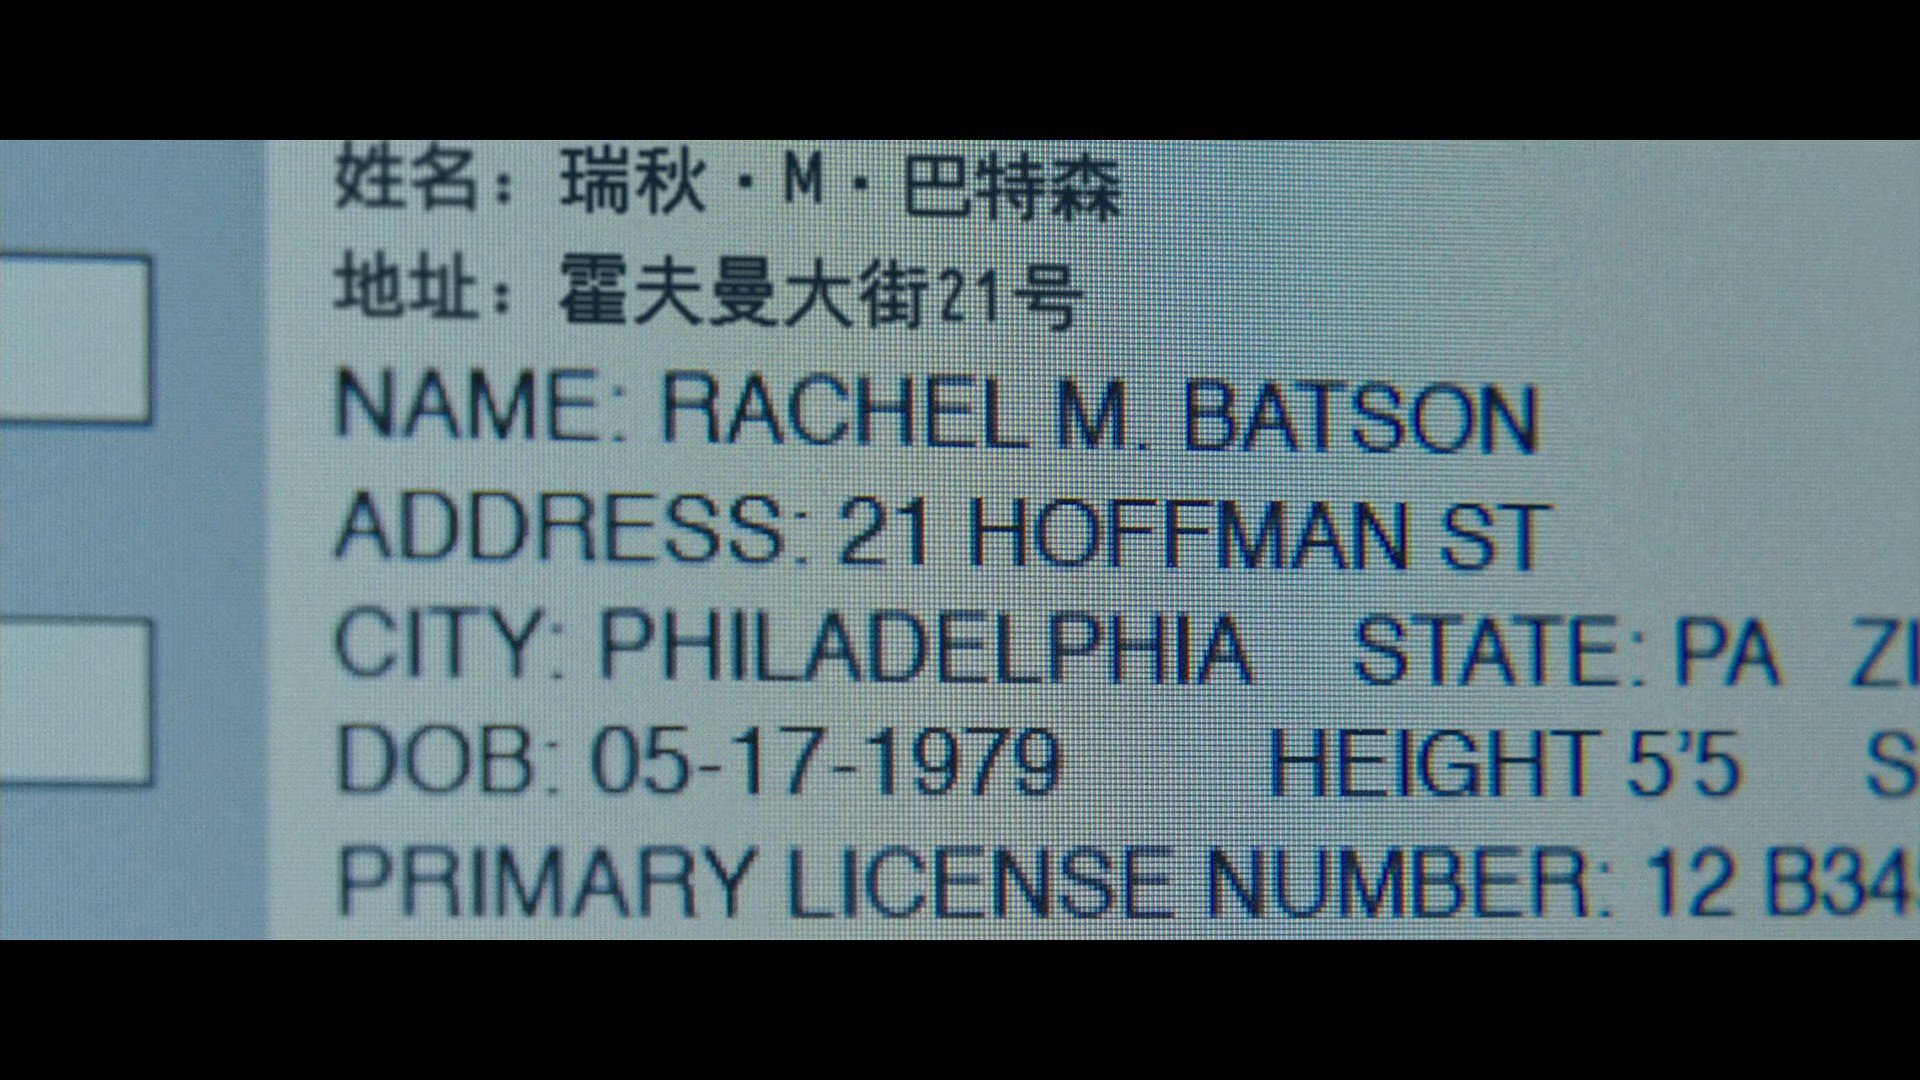 姓名：瑞秋·M·巴特森
地址：霍夫曼大街21号
NAME: RACHEL M. BATSON
ADDRESS: 21 HOFFMAN ST
CITY: PHILADELPHIA STATE: PA
DOB: 05-17-1979 HEIGHT 5'5
PRIMARY LICENSE NUMBER: 12